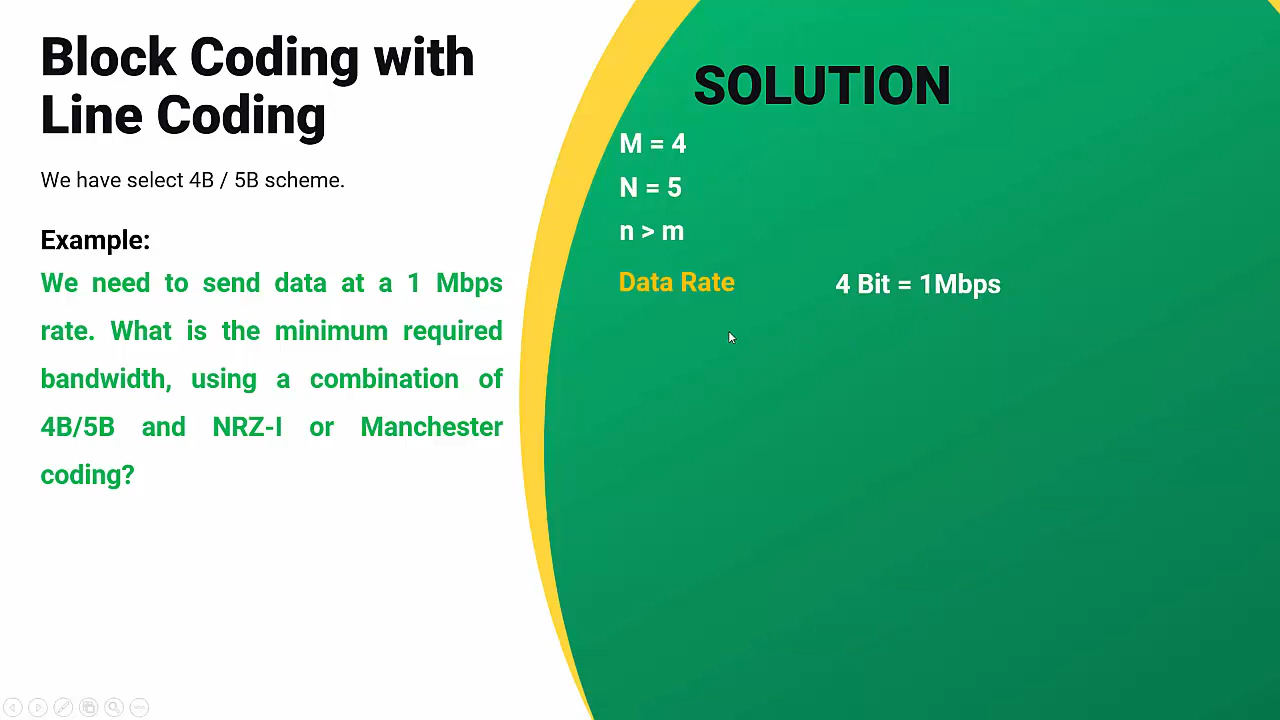 Block Coding with
Line Coding
We have select 4B / 5B scheme.
Example:
We need to send data at a 1 Mbps
rate. What is the minimum required
bandwidth, using a combination of
4B/5B and NRZ-I or Manchester
coding?
SOLUTION
M = 4
N = 5
n > m
Data Rate
4 Bit = 1Mbps